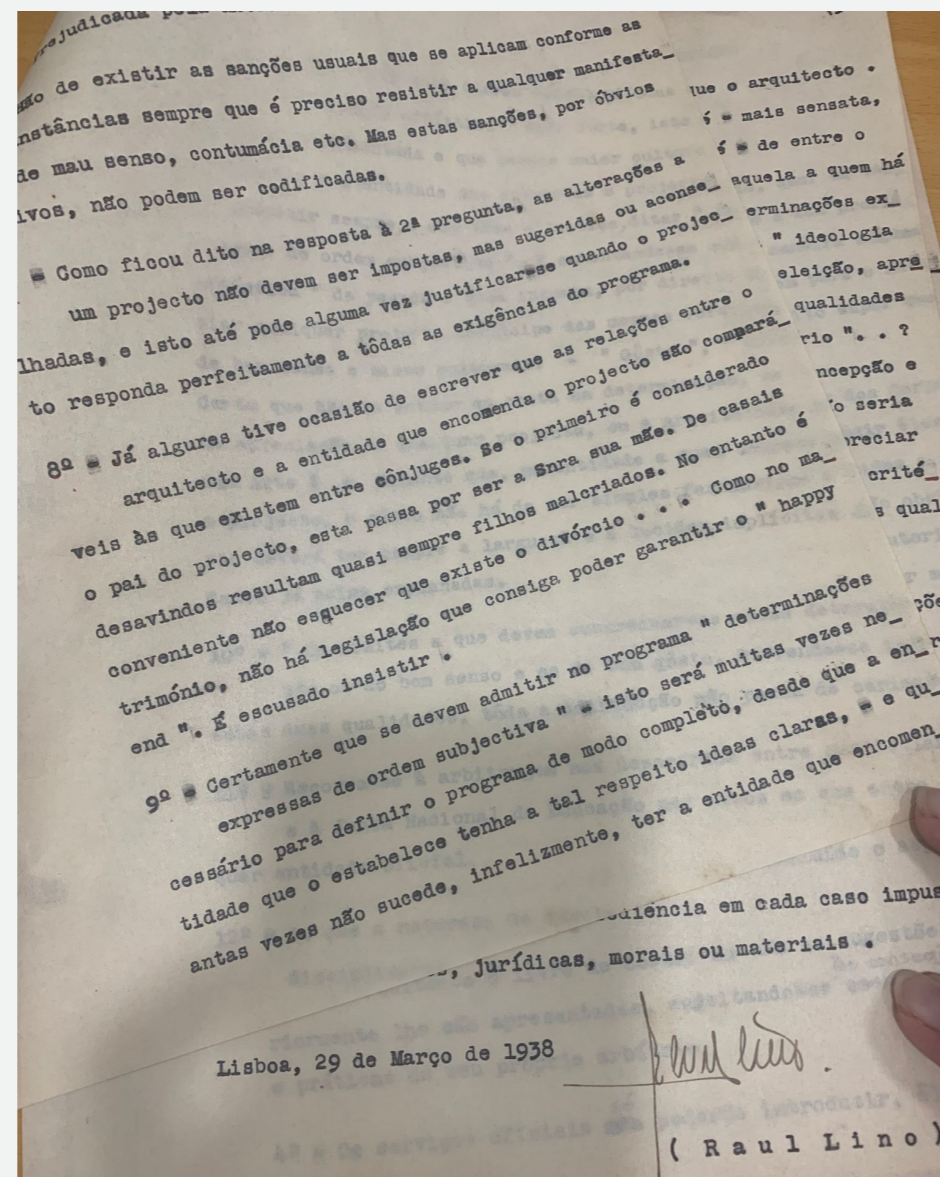 não de existir as sanções usuais que se aplicam conforme as
nstâncias sempre que é preciso resistir a qualquer manifesta_
de mau senso, contumácia etc. Mas estas sanções, por óbvios
ivos, não podem ser codificadas.
= Como ficou dito na resposta à 2ª pregunta, as alterações a
um projecto não devem ser impostas, mas sugeridas ou aconse_
lhadas, e isto até pode alguma vez justificar=se quando o projec_
to responda perfeitamente a tôdas as exigências do programa.
8º = Já algures tive ocasião de escrever que as relações entre o
arquitecto e a entidade que encomenda o projecto são compará_
veis às que existem entre cônjuges. Se o primeiro é considerado
o pai do projecto, esta passa por ser a Snra sua mãe. De casais
desavindos resultam quasi sempre filhos malcriados. No entanto é
conveniente não esquecer que existe o divórcio . . . Como no ma_
trimónio, não há legislação que consiga poder garantir o " happy
end ". É escusado insistir .
9º = Certamente que se devem admitir no programa " determinações
expressas de ordem subjectiva " = isto será muitas vezes ne_
cessário para definir o programa de modo completo, desde que a en_
tidade que o estabelece tenha a tal respeito ideas claras, = e qu_
antas vezes não sucede, infelizmente, ter a entidade que encomen_
que o arquitecto .
é = mais sensata,
é = de entre o
aquela a quem há
erminações ex_
" ideologia
eleição, apre_
qualidades
rio ". . ?
ncepção e
o seria
preciar
crité_
s qual
diência em cada caso impus
, jurídicas, morais ou materiais .
Lisboa, 29 de Março de 1938
Raul Lino.
( Raul Lino )